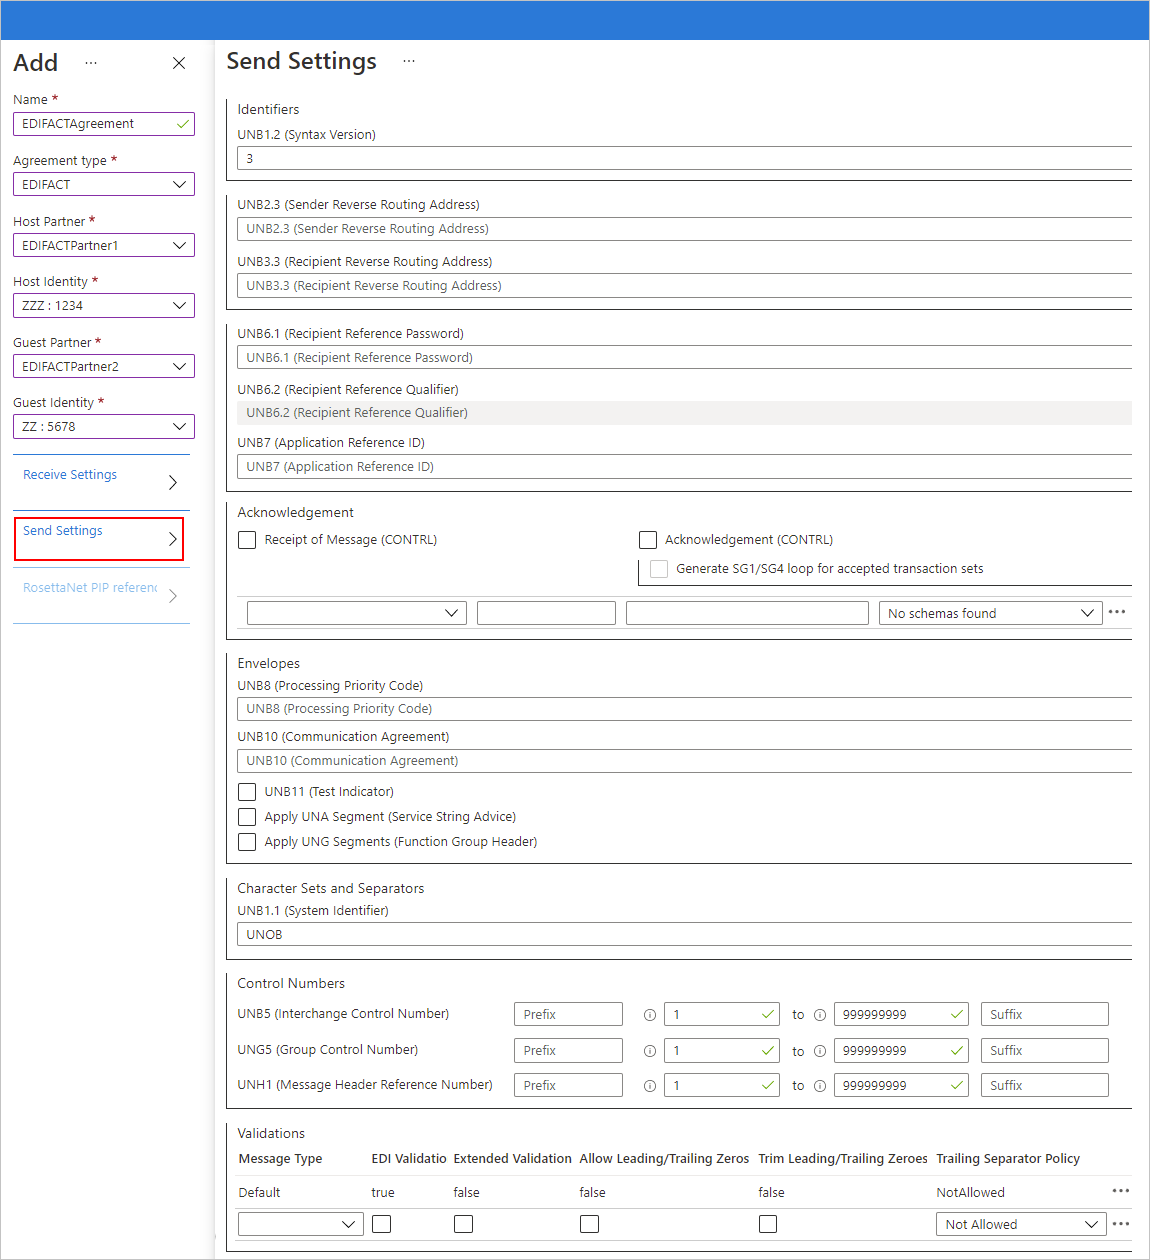 Add ...
Name *
EDIFACTAgreement
Agreement type *
EDIFACT
Host Partner *
EDIFACTPartner1
Host Identity *
ZZZ : 1234
Guest Partner *
EDIFACTPartner2
Guest Identity *
ZZ : 5678
Receive Settings
Send Settings
RosettaNet PIP referenc
Send Settings ...
Identifiers
UNB1.2 (Syntax Version)
3
UNB2.3 (Sender Reverse Routing Address)
UNB2.3 (Sender Reverse Routing Address)
UNB3.3 (Recipient Reverse Routing Address)
UNB3.3 (Recipient Reverse Routing Address)
UNB6.1 (Recipient Reference Password)
UNB6.1 (Recipient Reference Password)
UNB6.2 (Recipient Reference Qualifier)
UNB6.2 (Recipient Reference Qualifier)
UNB7 (Application Reference ID)
UNB7 (Application Reference ID)
Acknowledgement
Receipt of Message (CONTRL) Acknowledgement (CONTRL)
Generate SG1/SG4 loop for accepted transaction sets
No schemas found ...
Envelopes
UNB8 (Processing Priority Code)
UNB8 (Processing Priority Code)
UNB10 (Communication Agreement)
UNB10 (Communication Agreement)
UNB11 (Test Indicator)
Apply UNA Segment (Service String Advice)
Apply UNG Segments (Function Group Header)
Character Sets and Separators
UNB1.1 (System Identifier)
UNOB
Control Numbers
UNB5 (Interchange Control Number) Prefix 1 to 999999999 Suffix
UNG5 (Group Control Number) Prefix 1 to 999999999 Suffix
UNH1 (Message Header Reference Number) Prefix 1 to 999999999 Suffix
Validations
Message Type EDI Validatio Extended Validation Allow Leading/Trailing Zeros Trim Leading/Trailing Zeroes Trailing Separator Policy
Default true false false false NotAllowed ...
Not Allowed ...